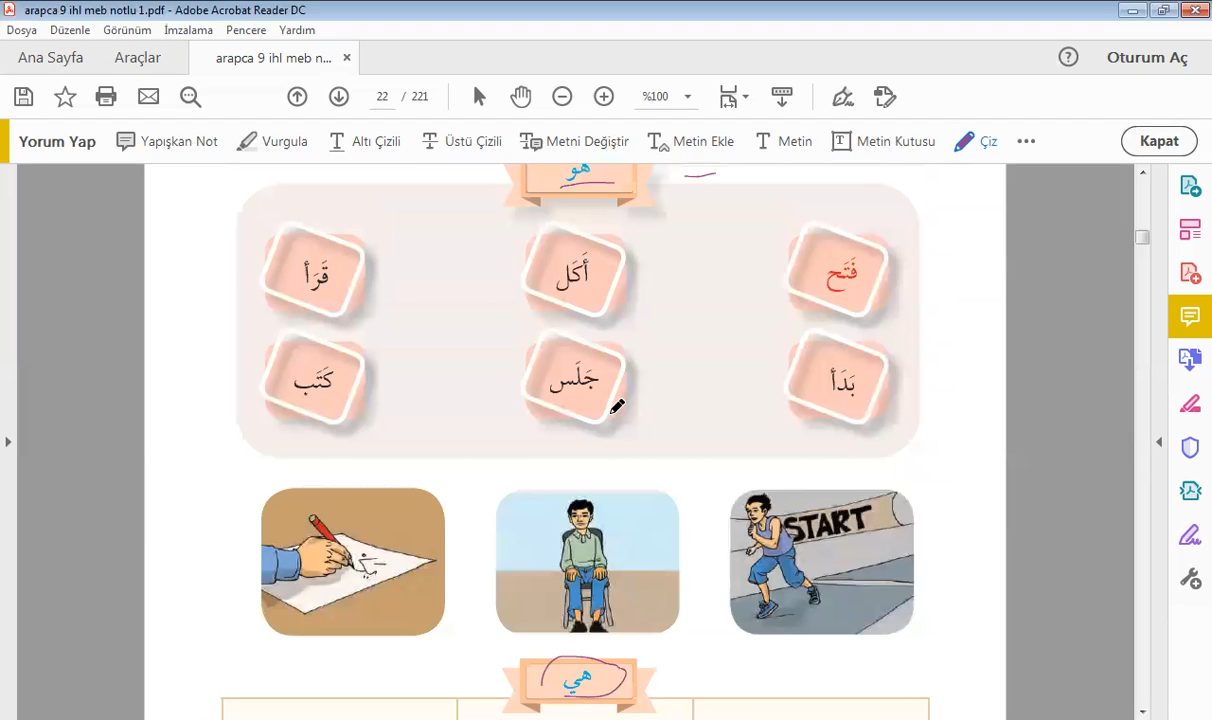 arapca 9 ihl meb notlu 1.pdf - Adobe Acrobat Reader DC
Dosya Düzenle Görünüm İmzalama Pencere Yardım
Ana Sayfa Araçlar arapca 9 ihl meb n... × Oturum Aç
22 / 221 %100
Yorum Yap Yapışkan Not Vurgula Altı Çizili Üstü Çizili Metni Değiştir Metin Ekle Metin Metin Kutusu Çiz ••• Kapat
هو
فَتَح أَكَل قَرَأ
بَدَأ جَلَس كَتَب
START
هي